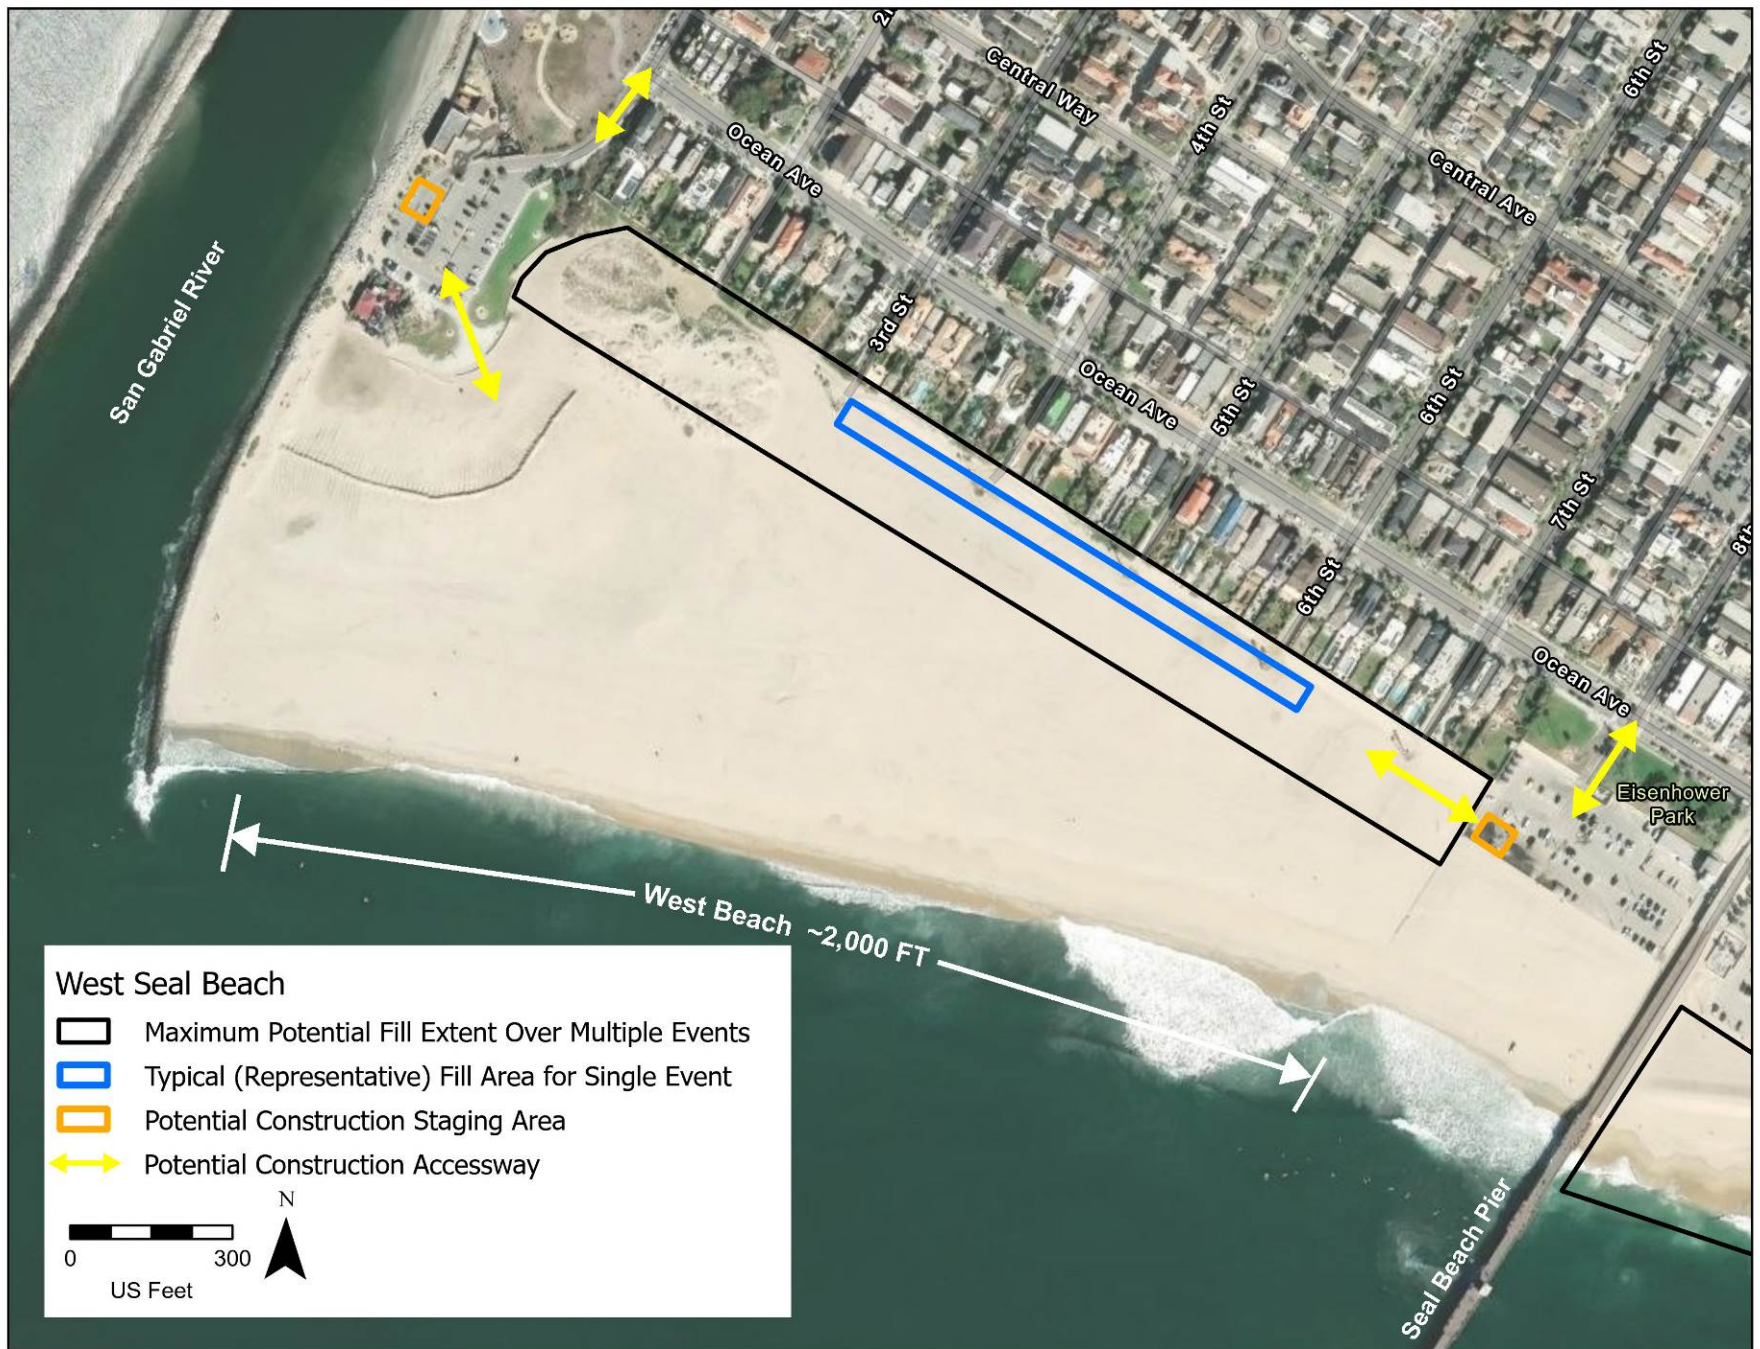 2n
Central Way
6th St
4th St
Ocean Ave
Central Ave
San Gabriel River
3rd St
Ocean Ave
5th St
6th St
7th St
8th
6th St
Ocean Ave
Eisenhower
Park
West Beach ~2,000 FT
West Seal Beach
Maximum Potential Fill Extent Over Multiple Events
Typical (Representative) Fill Area for Single Event
Potential Construction Staging Area
Potential Construction Accessway
N
0 300
US Feet
Seal Beach Pier